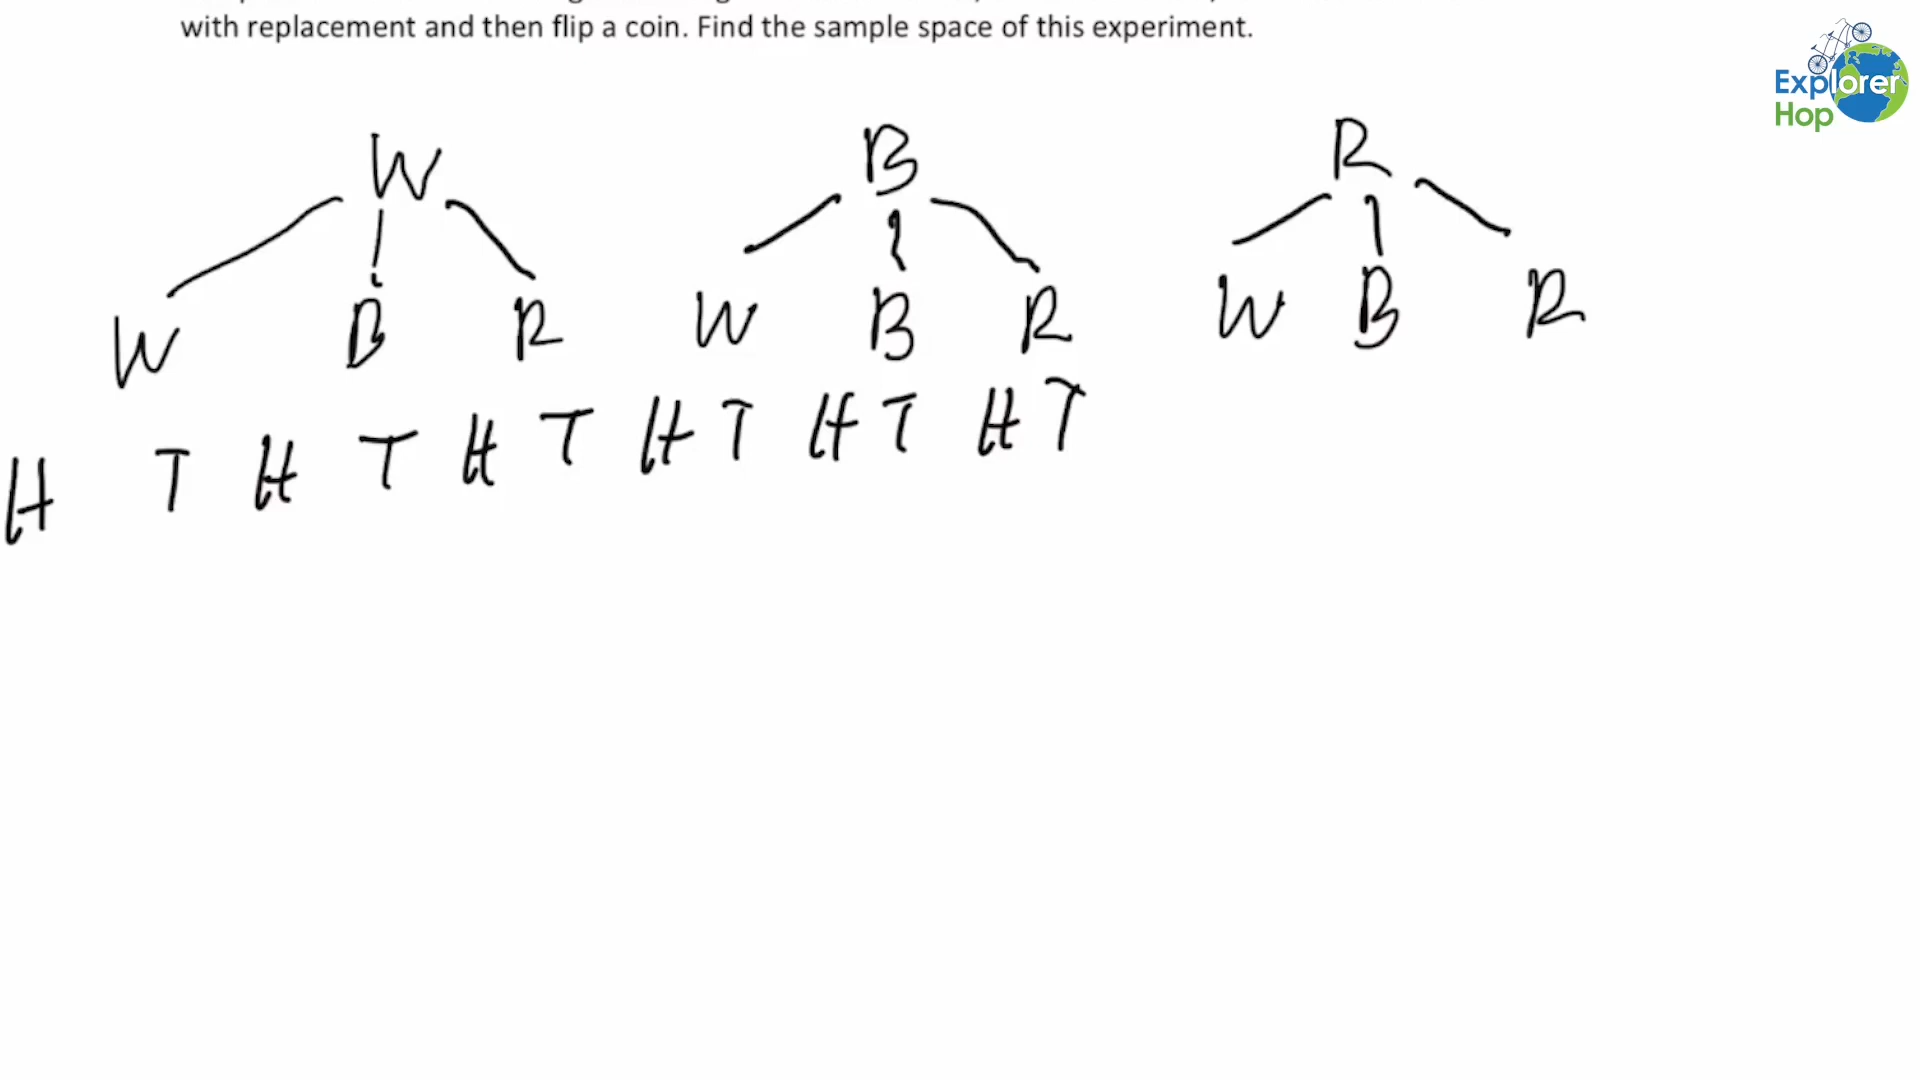 with replacement and then flip a coin. Find the sample space of this experiment.
Explorer
Hop
W B R
W B R W B R W B R
H T H T H T H T H T H T